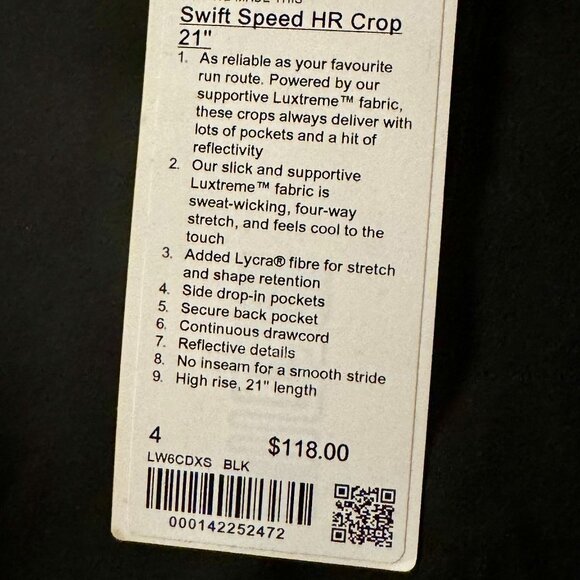 MADE THIS
Swift Speed HR Crop
21"
1. As reliable as your favourite
run route. Powered by our
supportive Luxtreme™ fabric,
these crops always deliver with
lots of pockets and a hit of
reflectivity
2. Our slick and supportive
Luxtreme™ fabric is
sweat-wicking, four-way
stretch, and feels cool to the
touch
3. Added Lycra® fibre for stretch
and shape retention
4. Side drop-in pockets
5. Secure back pocket
6. Continuous drawcord
7. Reflective details
8. No inseam for a smooth stride
9. High rise, 21" length
4 $118.00
LW6CDXS BLK
000142252472